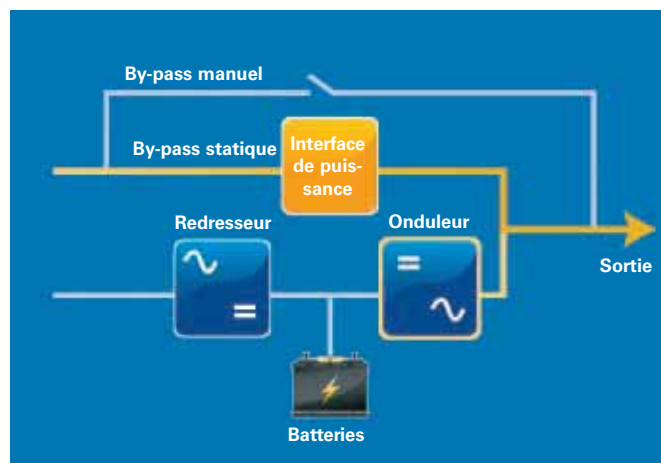 By-pass manuel
By-pass statique
Interface
de puis-
sance
Redresseur
Onduleur
Sortie
Batteries